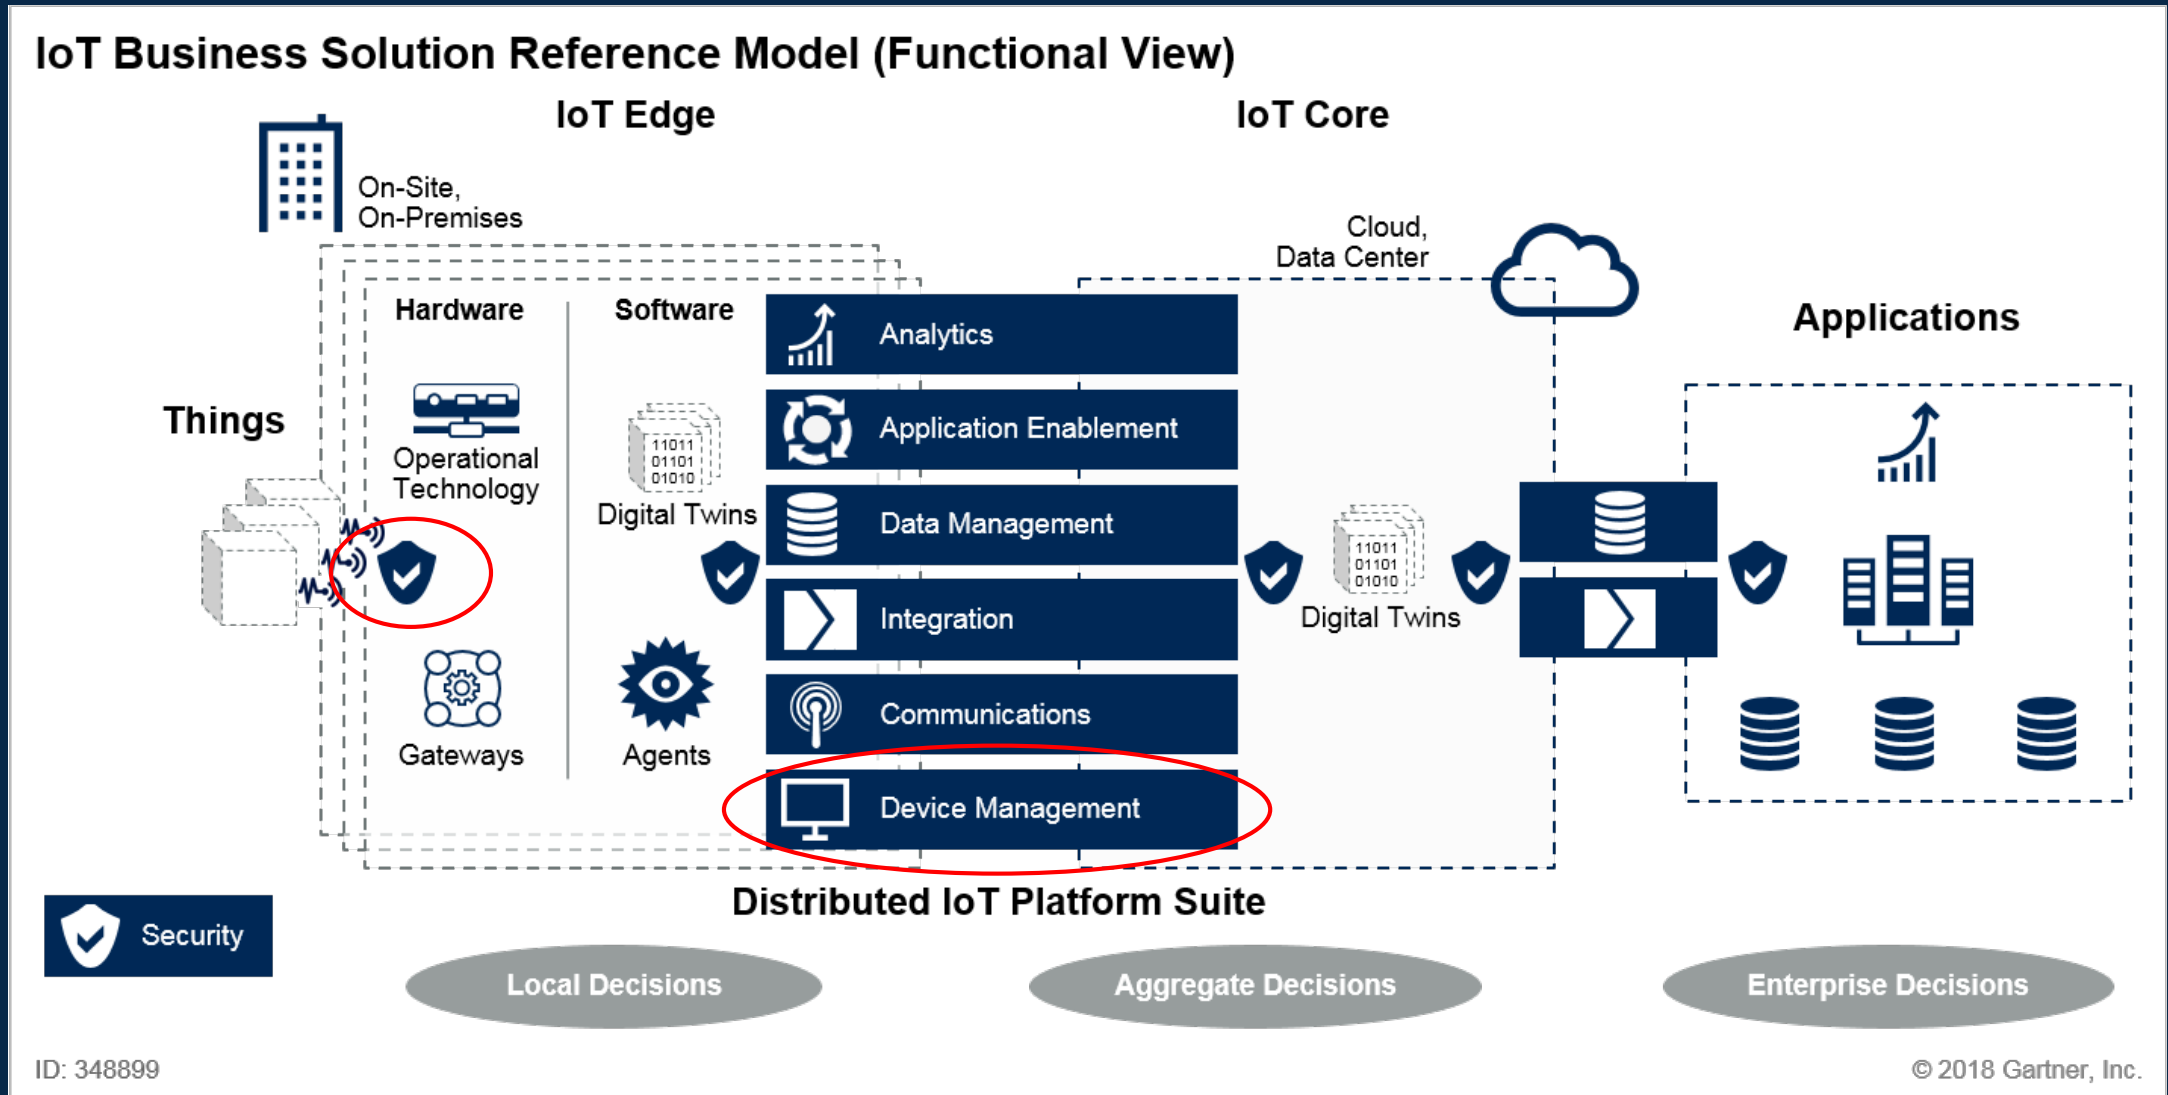 IoT Business Solution Reference Model (Functional View)
IoT Edge
IoT Core
On-Site,
On-Premises
Cloud,
Data Center
Hardware
Software
Analytics
Applications
Things
Application Enablement
Operational
Technology
11011
01101
01010
Digital Twins
Data Management
11011
01101
01010
Digital Twins
Integration
Communications
Gateways
Agents
Device Management
Distributed IoT Platform Suite
Security
Local Decisions
Aggregate Decisions
Enterprise Decisions
ID: 348899
© 2018 Gartner, Inc.